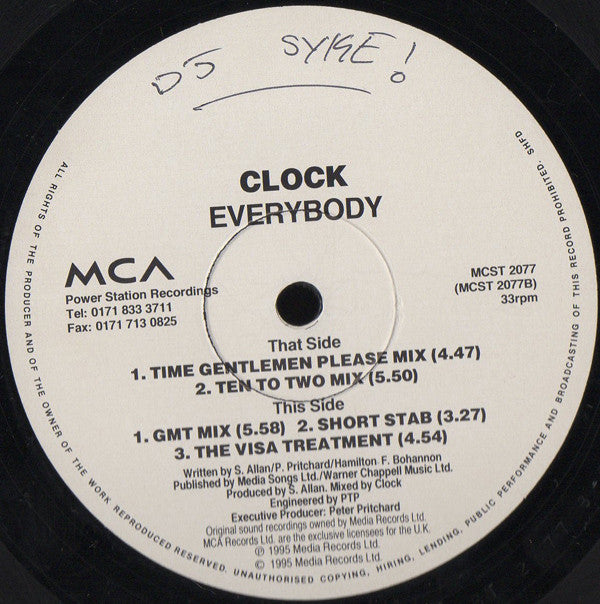 DJ SYKE!
CLOCK
EVERYBODY
MCA
Power Station Recordings
Tel: 0171 833 3711
Fax: 0171 713 0825
MCST 2077
(MCST 2077B)
33rpm
That Side
1. TIME GENTLEMEN PLEASE MIX (4.47)
2. TEN TO TWO MIX (5.50)
This Side
1. GMT MIX (5.58) 2. SHORT STAB (3.27)
3. THE VISA TREATMENT (4.54)
Written by S. Allan/P. Pritchard/Hamilton F. Bohannon
Published by Media Songs Ltd./Warner Chappell Music Ltd.
Produced by S. Allan. Mixed by Clock
Engineered by PTP
Executive Producer: Peter Pritchard
Original sound recordings owned by Media Records Ltd.
MCA Records Ltd. are the exclusive licensees for the U.K.
℗ 1995 Media Records Ltd.
© 1995 Media Records Ltd.
ALL RIGHTS OF THE PRODUCER AND OF THE OWNER OF THE WORK REPRODUCED RESERVED. UNAUTHORISED COPYING, HIRING, LENDING, PUBLIC PERFORMANCE AND BROADCASTING OF THIS RECORD PROHIBITED. SHFD